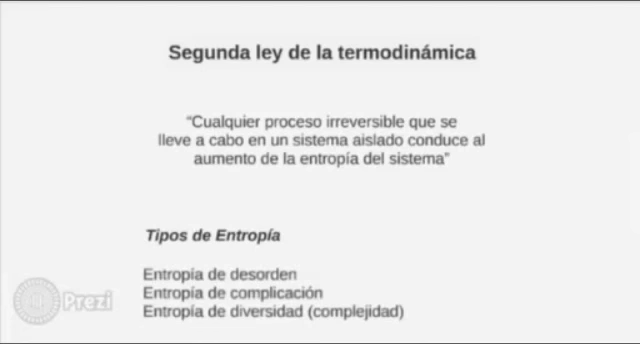 Segunda ley de la termodinámica
“Cualquier proceso irreversible que se
lleve a cabo en un sistema aislado conduce al
aumento de la entropía del sistema”
Tipos de Entropía
Entropía de desorden
Entropía de complicación
Entropía de diversidad (complejidad)
Prezi